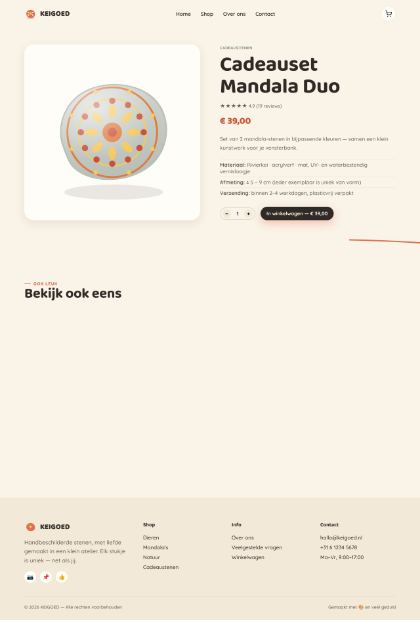 KEIGOED
Home Shop Over ons Contact
CADEAUSTENEN
Cadeauset
Mandala Duo
★★★★★ 4.9 (19 reviews)
€ 39,00
Set van 2 mandala-stenen in bijpassende kleuren — samen een klein
kunstwerk voor je vensterbank.
Materiaal: Rivierkei · acrylverf · mat, UV- en waterbestendig
vernislaagje
Afmeting: ± 5 – 9 cm (ieder exemplaar is uniek van vorm)
Verzending: binnen 2–4 werkdagen, plasticvrij verpakt
− 1 + In winkelwagen — € 39,00
OOK LEUK
Bekijk ook eens
KEIGOED
Handbeschilderde stenen, met liefde
gemaakt in een klein atelier. Elk stukje
is uniek — net als jij.
Shop
Dieren
Mandala's
Natuur
Cadeaustenen
Info
Over ons
Veelgestelde vragen
Winkelwagen
Contact
hallo@keigoed.nl
+31 6 1234 5678
Ma–Vr, 9:00–17:00
© 2026 KEIGOED — Alle rechten voorbehouden
Gemaakt met 🎨 en veel geduld